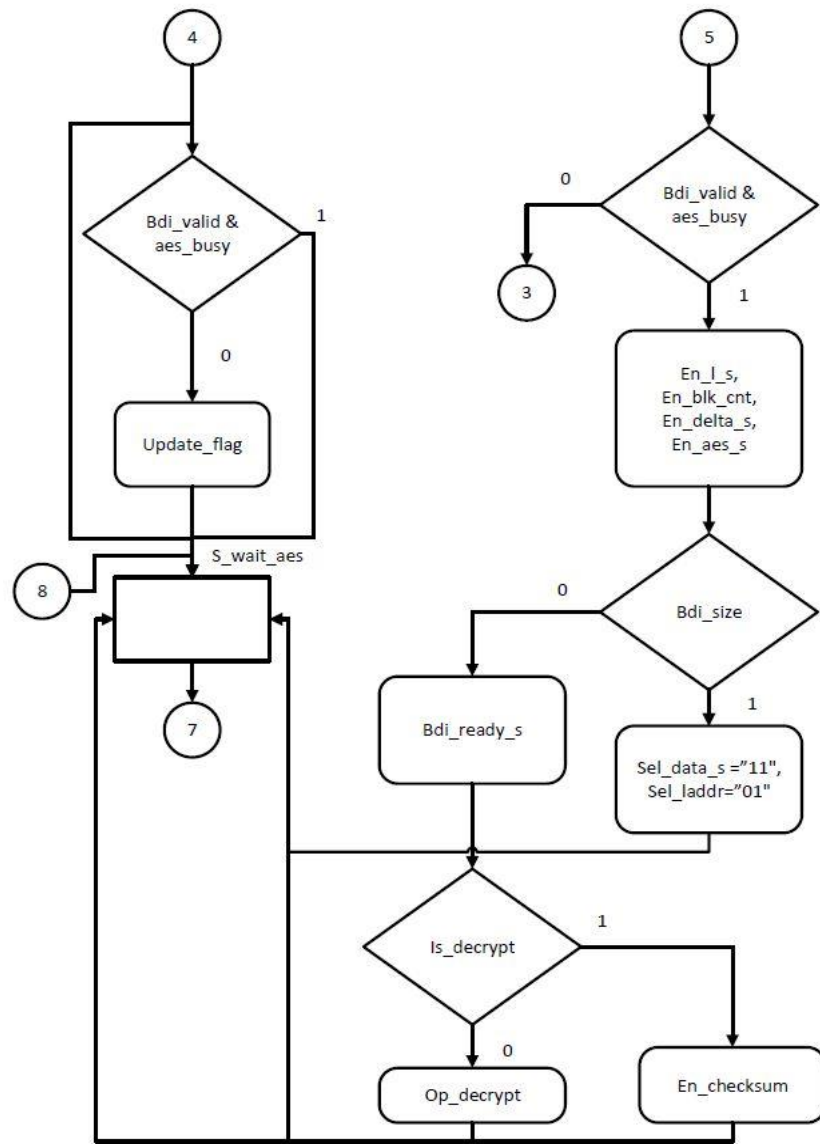 4
Bdi_valid &
aes_busy
1
0
Update_flag
S_wait_aes
8
7
5
Bdi_valid &
aes_busy
0
3
1
En_l_s,
En_blk_cnt,
En_delta_s,
En_aes_s
Bdi_size
0
1
Bdi_ready_s
Sel_data_s =”11",
Sel_laddr=”01"
Is_decrypt
1
0
Op_decrypt
En_checksum